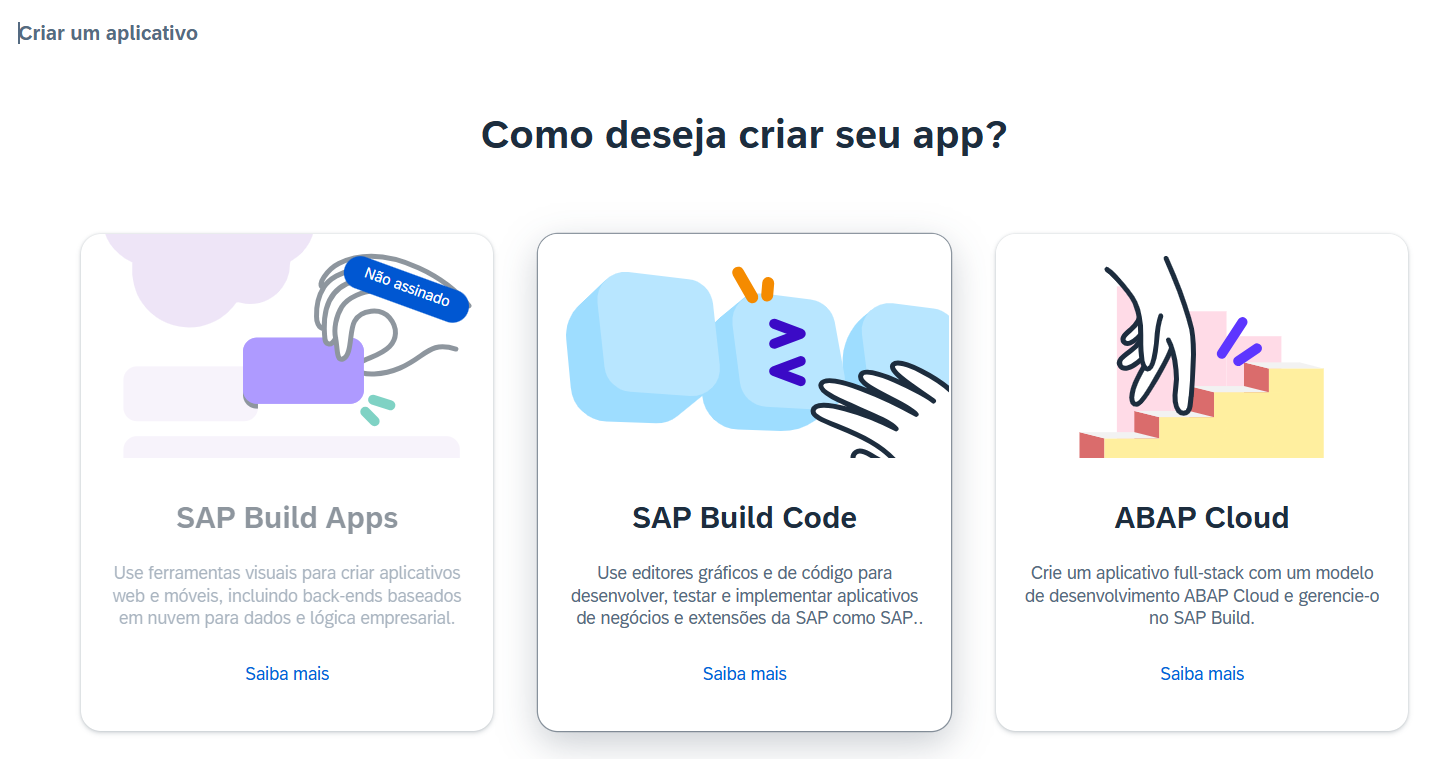 Criar um aplicativo
Como deseja criar seu app?
Não assinado
SAP Build Apps
Use ferramentas visuais para criar aplicativos
web e móveis, incluindo back-ends baseados
em nuvem para dados e lógica empresarial.
Saiba mais
SAP Build Code
Use editores gráficos e de código para
desenvolver, testar e implementar aplicativos
de negócios e extensões da SAP como SAP..
Saiba mais
ABAP Cloud
Crie um aplicativo full-stack com um modelo
de desenvolvimento ABAP Cloud e gerencie-o
no SAP Build.
Saiba mais